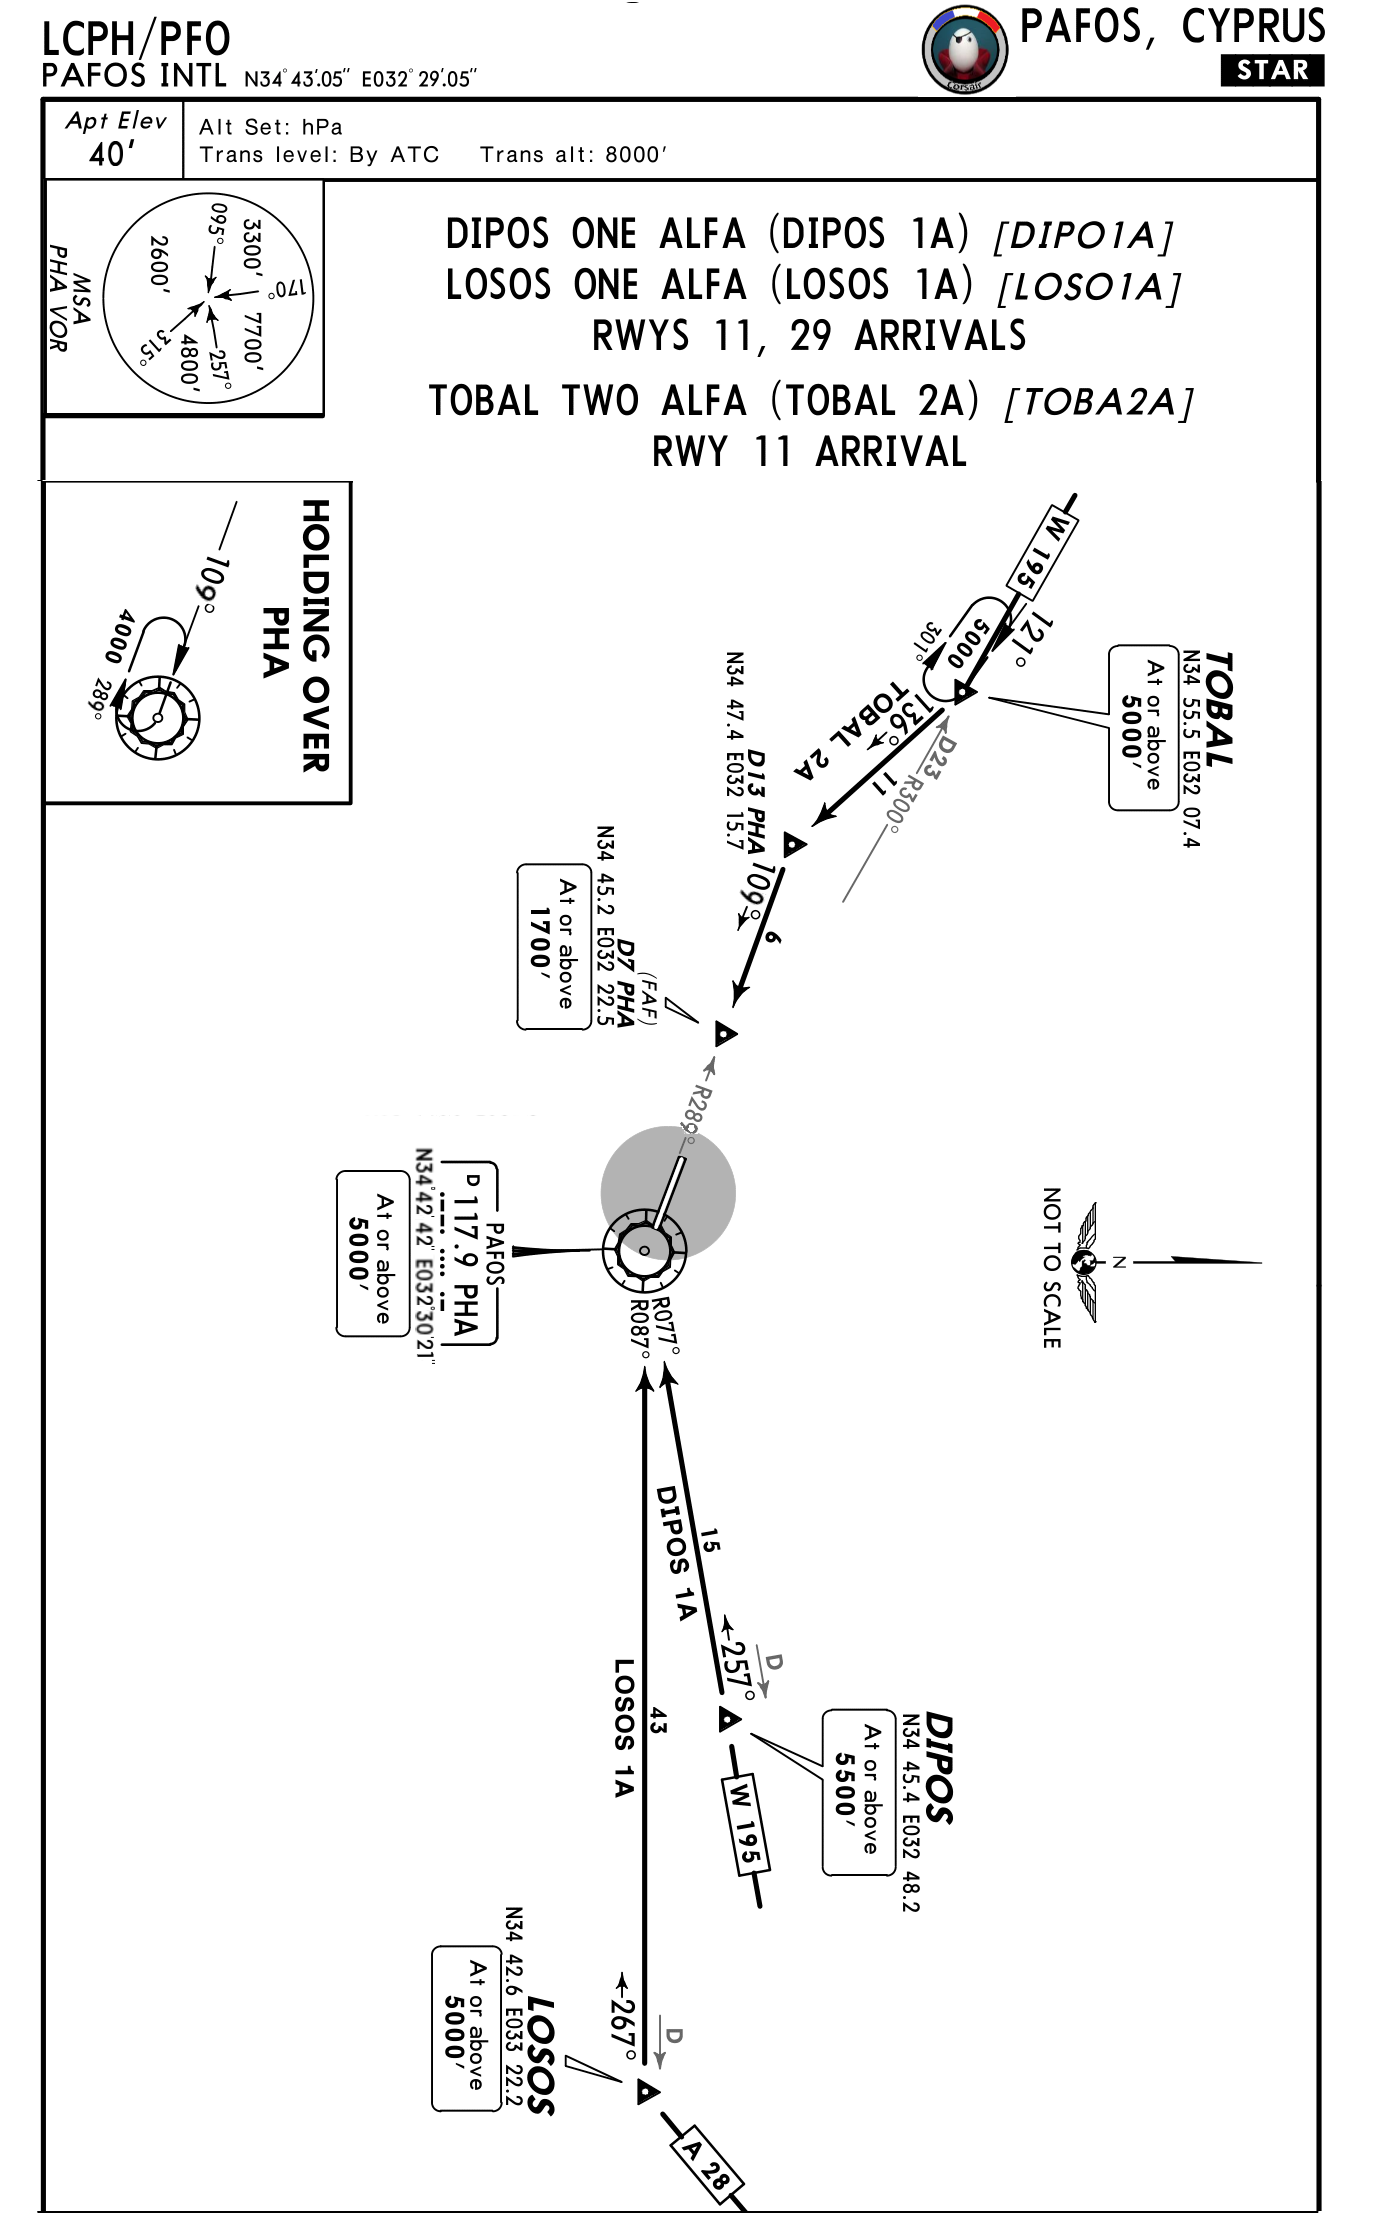 LCPH/PFO
PAFOS INTL N34°43'.05" E032°29'.05"
Corsair
PAFOS, CYPRUS
STAR
Apt Elev
40'
Alt Set: hPa
Trans level: By ATC Trans alt: 8000'
MSA
PHA VOR
095°
3300'
2600'
170°
7700'
315°
4800'
257°
DIPOS ONE ALFA (DIPOS 1A) [DIPO1A]
LOSOS ONE ALFA (LOSOS 1A) [LOSO1A]
RWYS 11, 29 ARRIVALS
TOBAL TWO ALFA (TOBAL 2A) [TOBA2A]
RWY 11 ARRIVAL
HOLDING OVER
PHA
109°
4000
289°
W 195
121°
5000
301°
TOBAL
N34 55.5 E032 07.4
At or above
5000'
136°
TOBAL 2A
11
D23
R300°
D13 PHA
N34 47.4 E032 15.7
109°
6
(FAF)
D7 PHA
N34 45.2 E032 22.5
At or above
1700'
R289°
PAFOS
D 117.9 PHA
N34°42'42" E032°30'21"
At or above
5000'
R077°
R087°
NOT TO SCALE
N
15
DIPOS 1A
257°
D
DIPOS
N34 45.4 E032 48.2
At or above
5500'
W 195
43
LOSOS 1A
267°
D
LOSOS
N34 42.6 E033 22.2
At or above
5000'
A 28